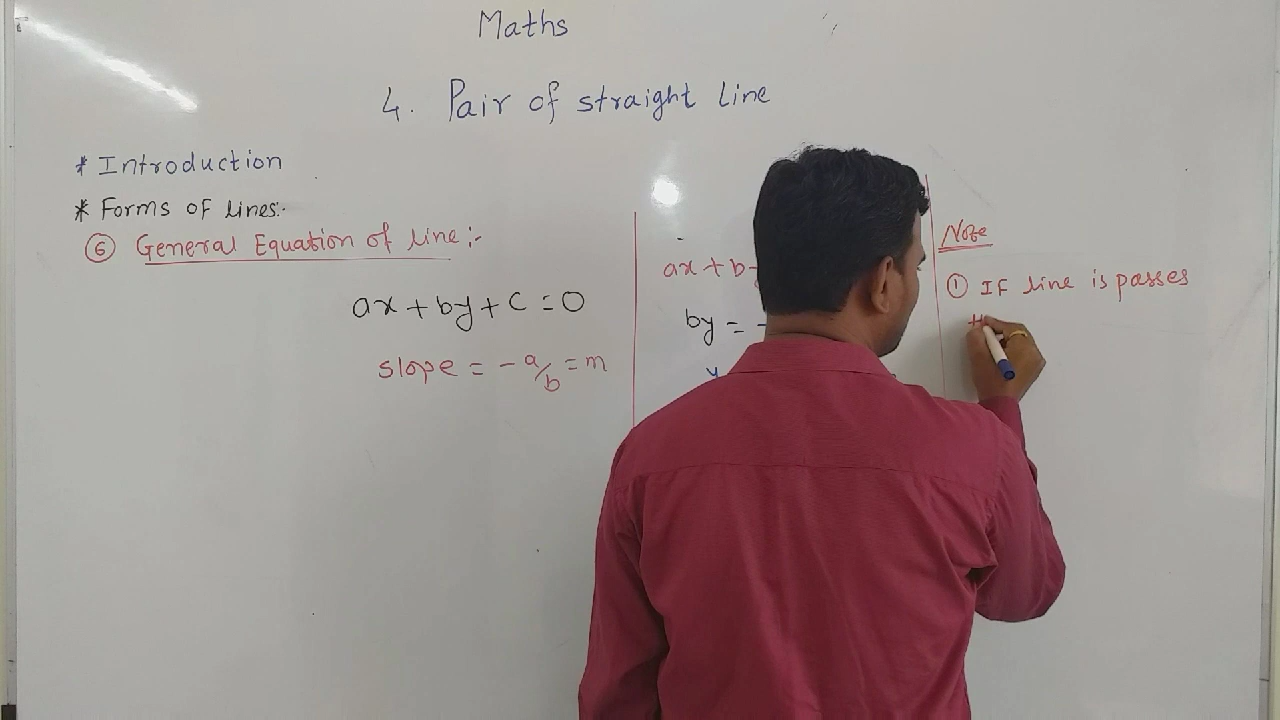 Maths
4. Pair of straight line
* Introduction
* Forms of lines:-
⑥ General Equation of line :-
ax + by + c = 0
slope = - a/b = m
ax + b
by = -
y
Note
① If line is passes